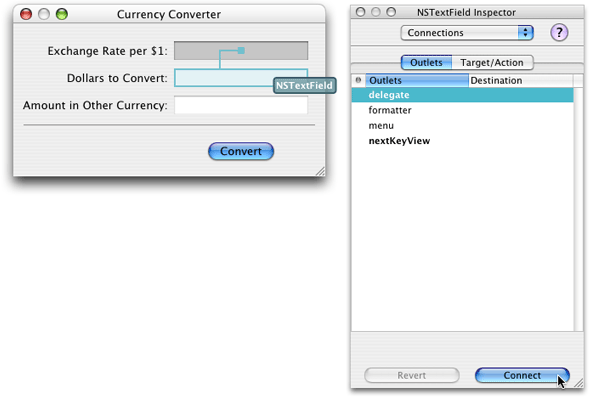 Currency Converter
Exchange Rate per $1:
Dollars to Convert:
NSTextField
Amount in Other Currency:
Convert
NSTextField Inspector
Connections
?
Outlets Target/Action
Outlets Destination
delegate
formatter
menu
nextKeyView
Revert Connect